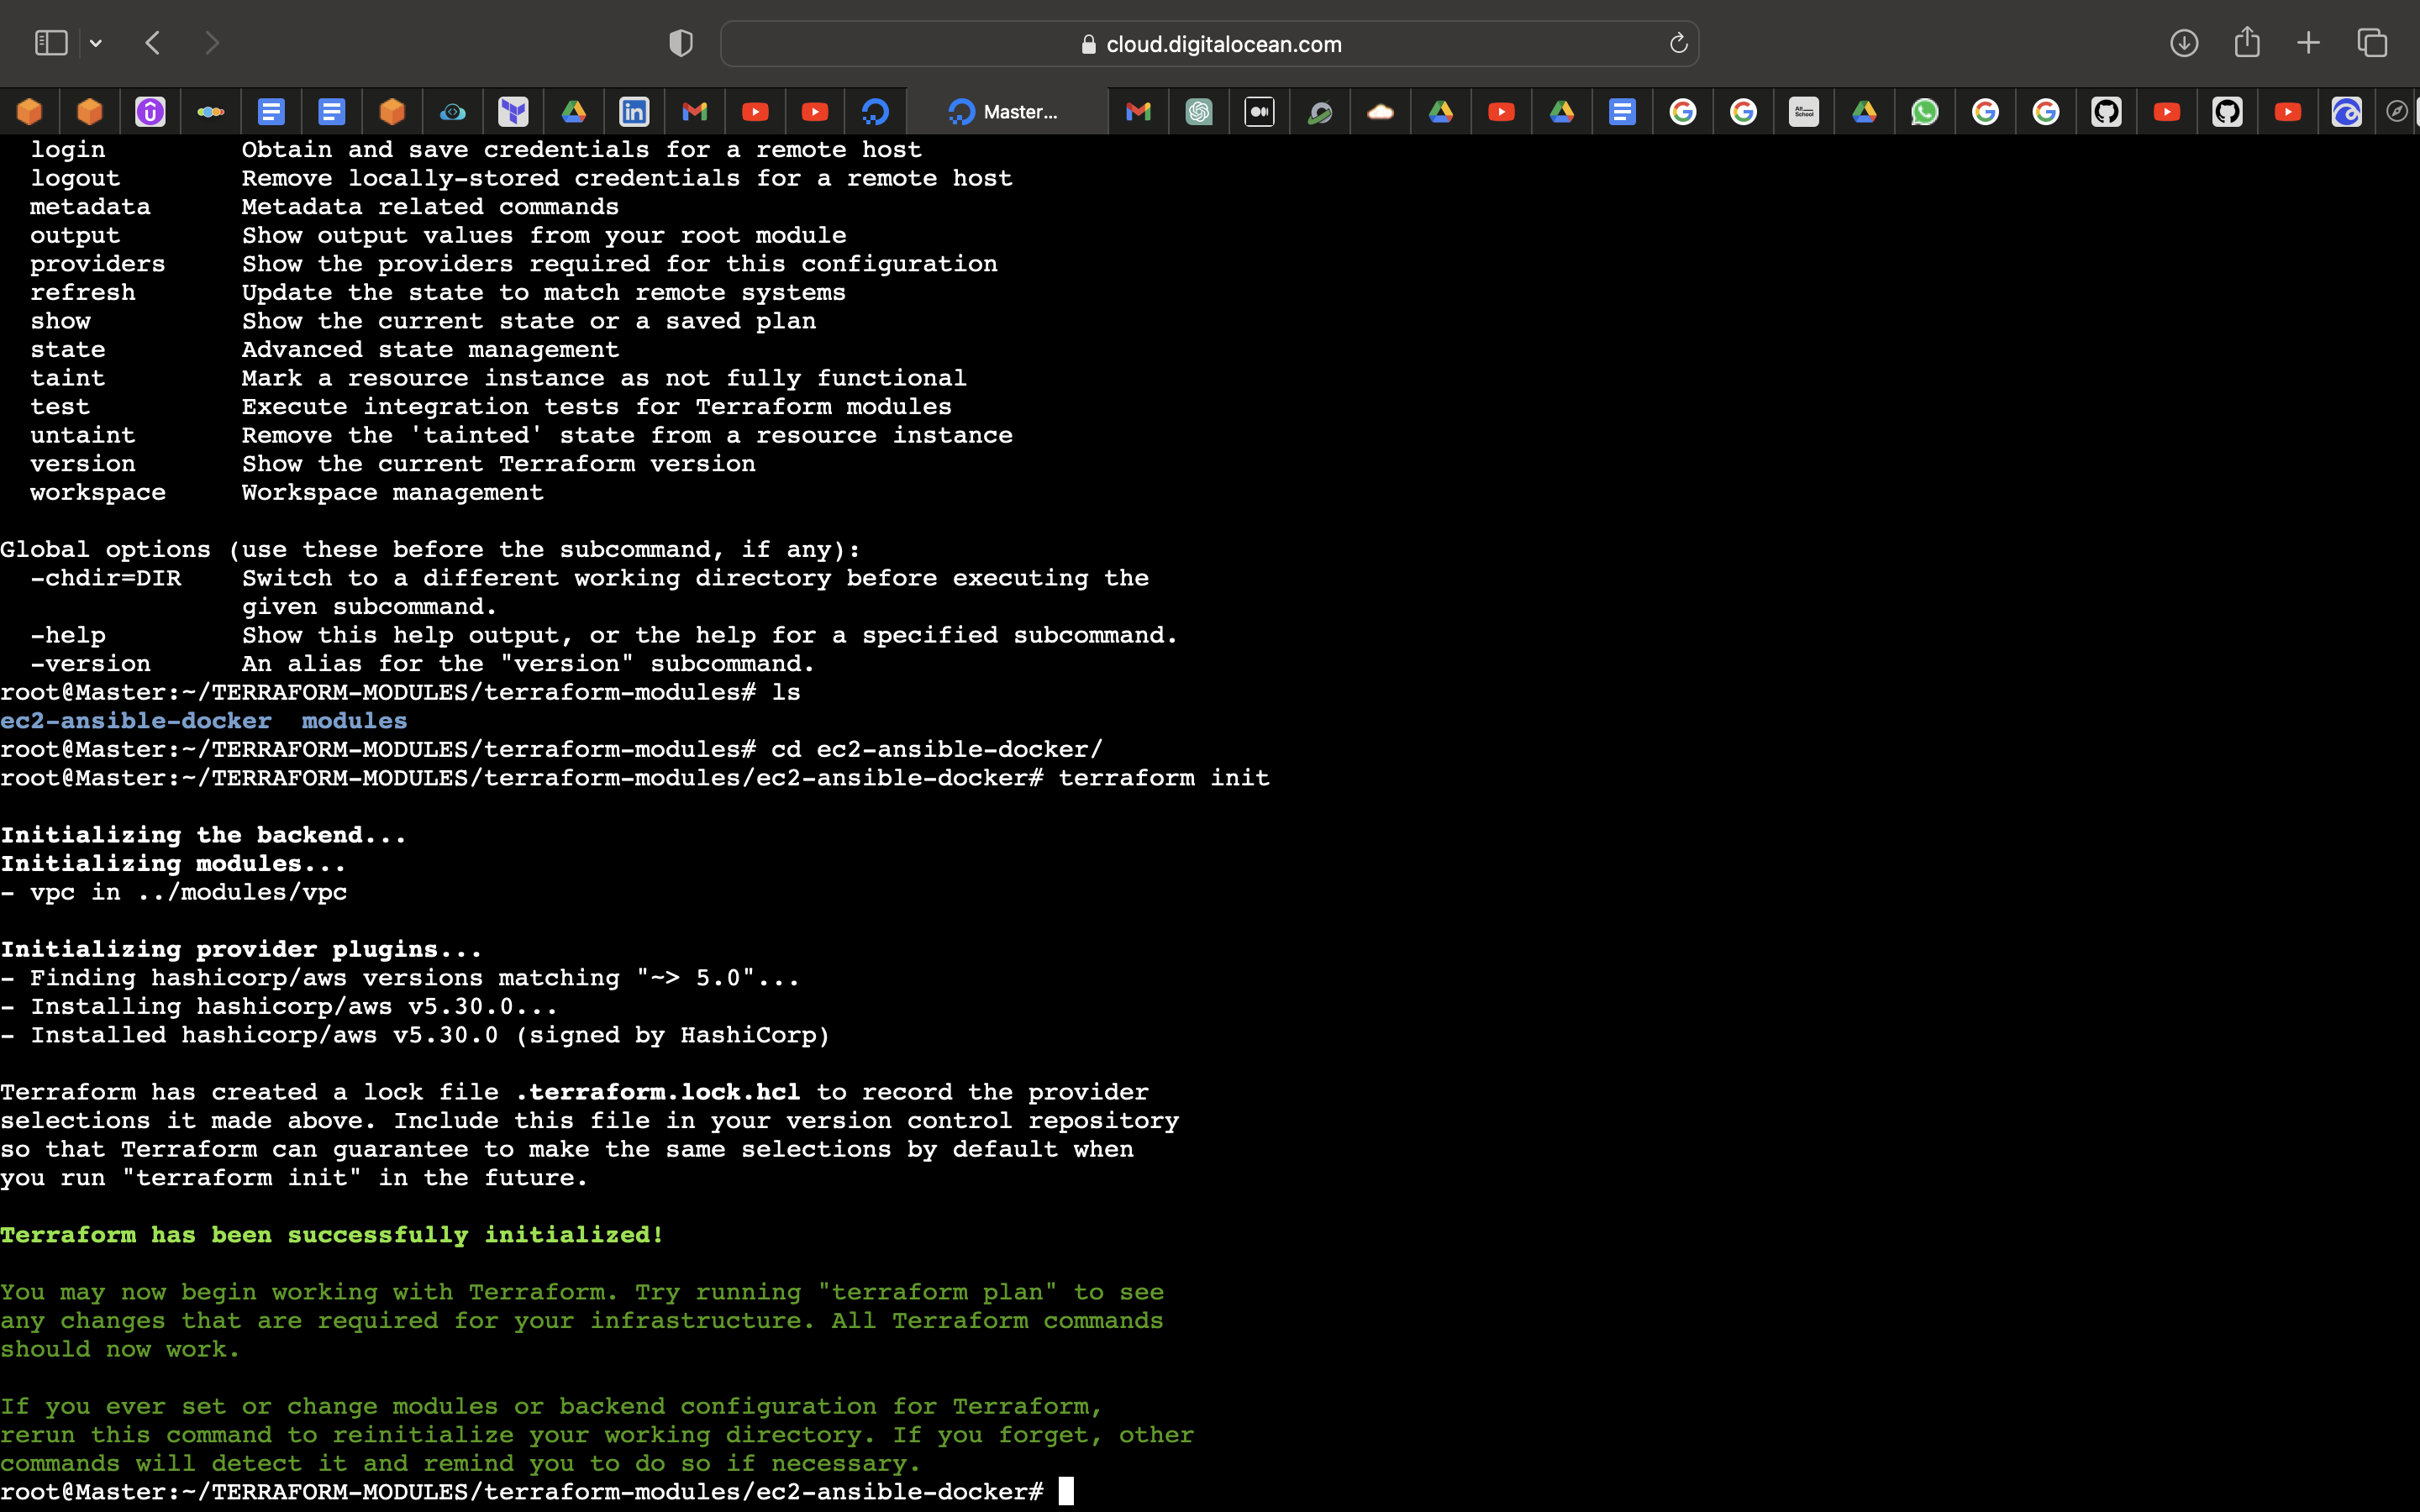 cloud.digitalocean.com
Master...
login         Obtain and save credentials for a remote host
logout        Remove locally-stored credentials for a remote host
metadata      Metadata related commands
output        Show output values from your root module
providers     Show the providers required for this configuration
refresh       Update the state to match remote systems
show          Show the current state or a saved plan
state         Advanced state management
taint         Mark a resource instance as not fully functional
test          Execute integration tests for Terraform modules
untaint       Remove the 'tainted' state from a resource instance
version       Show the current Terraform version
workspace     Workspace management
Global options (use these before the subcommand, if any):
-chdir=DIR    Switch to a different working directory before executing the
given subcommand.
-help         Show this help output, or the help for a specified subcommand.
-version      An alias for the "version" subcommand.
root@Master:~/TERRAFORM-MODULES/terraform-modules# ls
ec2-ansible-docker  modules
root@Master:~/TERRAFORM-MODULES/terraform-modules# cd ec2-ansible-docker/
root@Master:~/TERRAFORM-MODULES/terraform-modules/ec2-ansible-docker# terraform init
Initializing the backend...
Initializing modules...
- vpc in ../modules/vpc
Initializing provider plugins...
- Finding hashicorp/aws versions matching "~> 5.0"...
- Installing hashicorp/aws v5.30.0...
- Installed hashicorp/aws v5.30.0 (signed by HashiCorp)
Terraform has created a lock file .terraform.lock.hcl to record the provider
selections it made above. Include this file in your version control repository
so that Terraform can guarantee to make the same selections by default when
you run "terraform init" in the future.
Terraform has been successfully initialized!
You may now begin working with Terraform. Try running "terraform plan" to see
any changes that are required for your infrastructure. All Terraform commands
should now work.
If you ever set or change modules or backend configuration for Terraform,
rerun this command to reinitialize your working directory. If you forget, other
commands will detect it and remind you to do so if necessary.
root@Master:~/TERRAFORM-MODULES/terraform-modules/ec2-ansible-docker#